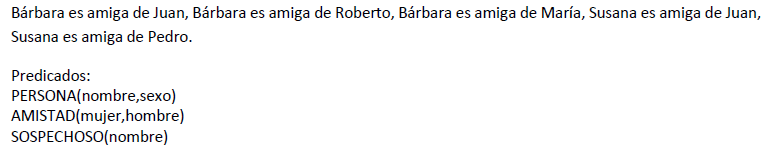 Bárbara es amiga de Juan, Bárbara es amiga de Roberto, Bárbara es amiga de María, Susana es amiga de Juan,
Susana es amiga de Pedro.
Predicados:
PERSONA(nombre,sexo)
AMISTAD(mujer,hombre)
SOSPECHOSO(nombre)